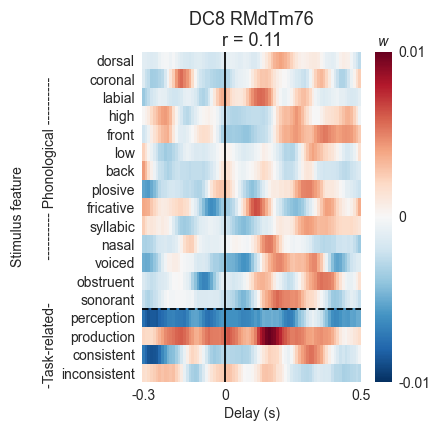 DC8 RMdTm76
r = 0.11
w
dorsal
coronal
labial
high
front
low
back
plosive
fricative
syllabic
nasal
voiced
obstruent
sonorant
perception
production
consistent
inconsistent
Stimulus feature
-Task-related- ---------- Phonological ----------
0.01
0
-0.01
-0.3 0 0.5
Delay (s)